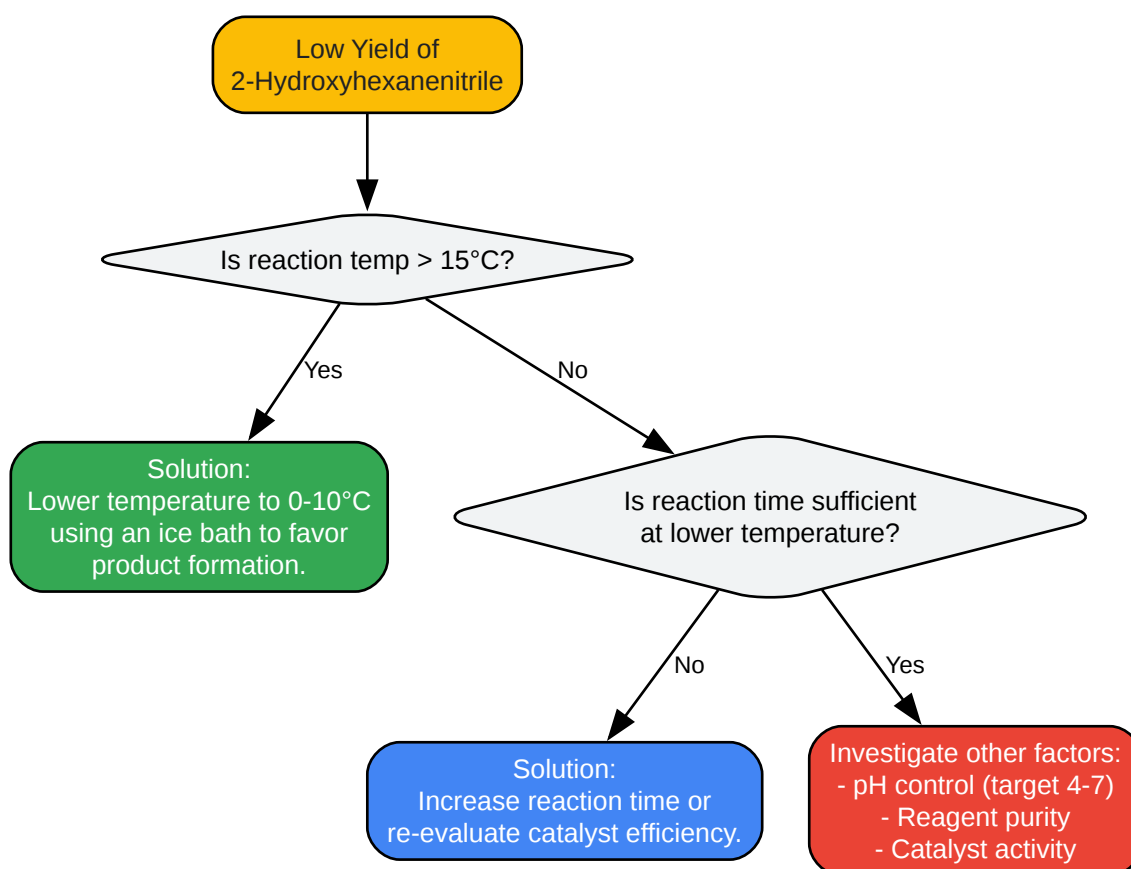 Low Yield of
2-Hydroxyhexanenitrile
Is reaction temp > 15°C?
Yes
No
Solution:
Lower temperature to 0-10°C
using an ice bath to favor
product formation.
Is reaction time sufficient
at lower temperature?
No
Yes
Solution:
Increase reaction time or
re-evaluate catalyst efficiency.
Investigate other factors:
- pH control (target 4-7)
- Reagent purity
- Catalyst activity